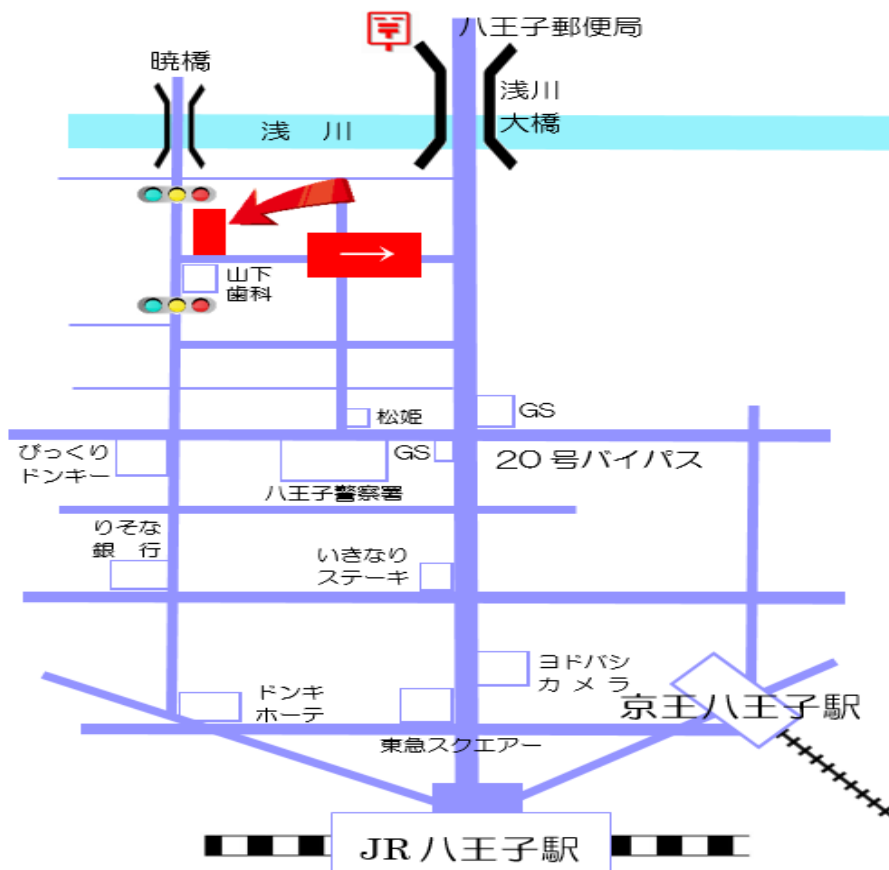 〒
八王子郵便局
暁橋
浅川
大橋
浅 川
→
山下
歯科
松姫
GS
びっくり
ドンキー
GS
20号バイパス
八王子警察署
りそな
銀 行
いきなり
ステーキ
ヨドバシ
カ メ ラ
ドンキ
ホーテ
京王八王子駅
東急スクエアー
JR八王子駅